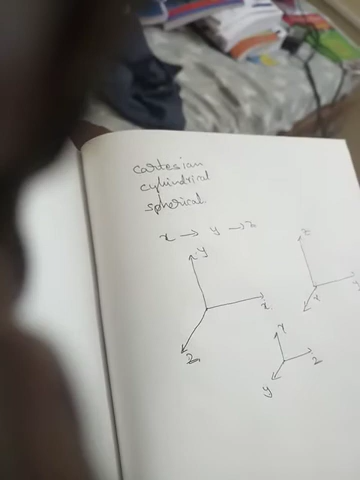 cartesian
cylindrical
spherical
x → y → z
y
x
z
z
x
y
x
z
y